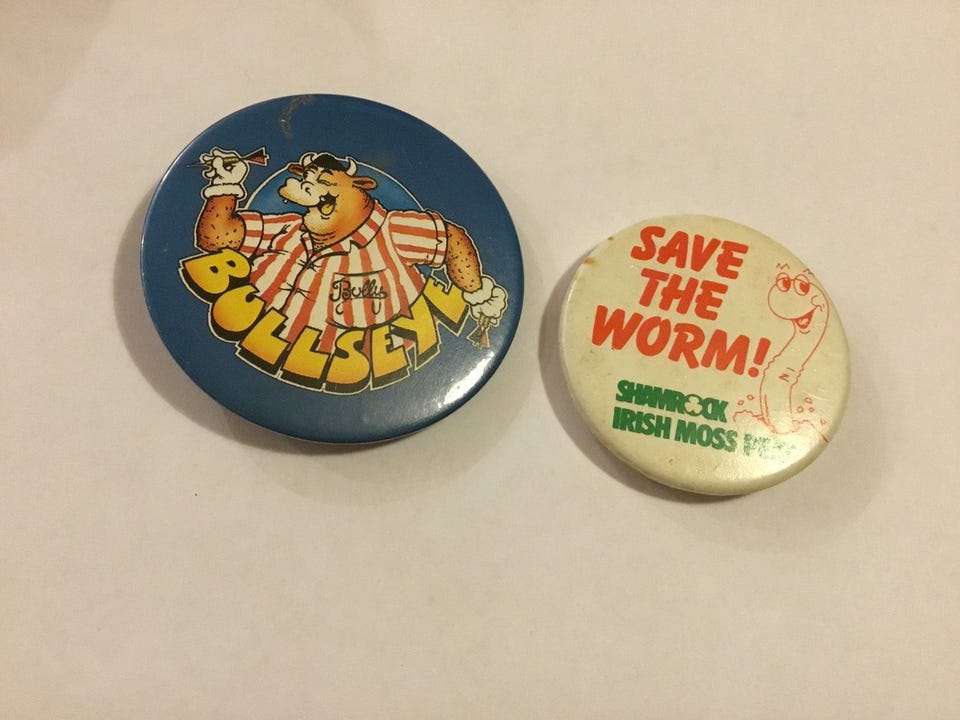 BULLSEYE
Bully
SAVE
THE
WORM!
SHAMROCK
IRISH MOSS